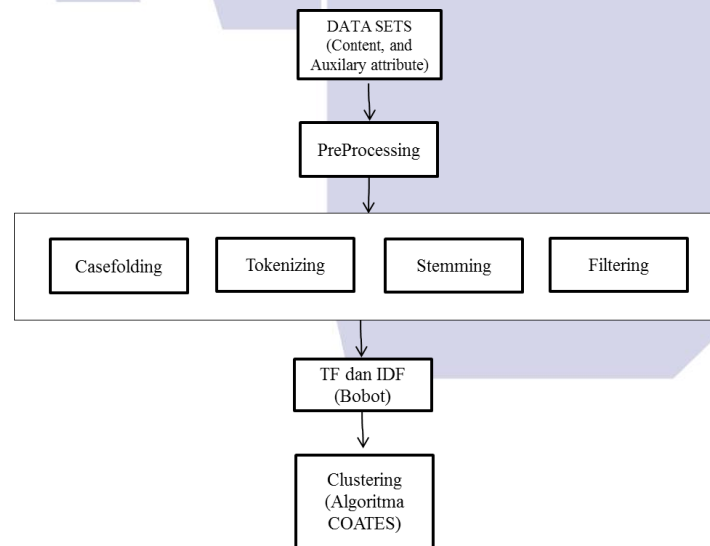 DATA SETS
(Content, and
Auxilary attribute)
PreProcessing
Casefolding
Tokenizing
Stemming
Filtering
TF dan IDF
(Bobot)
Clustering
(Algoritma
COATES)